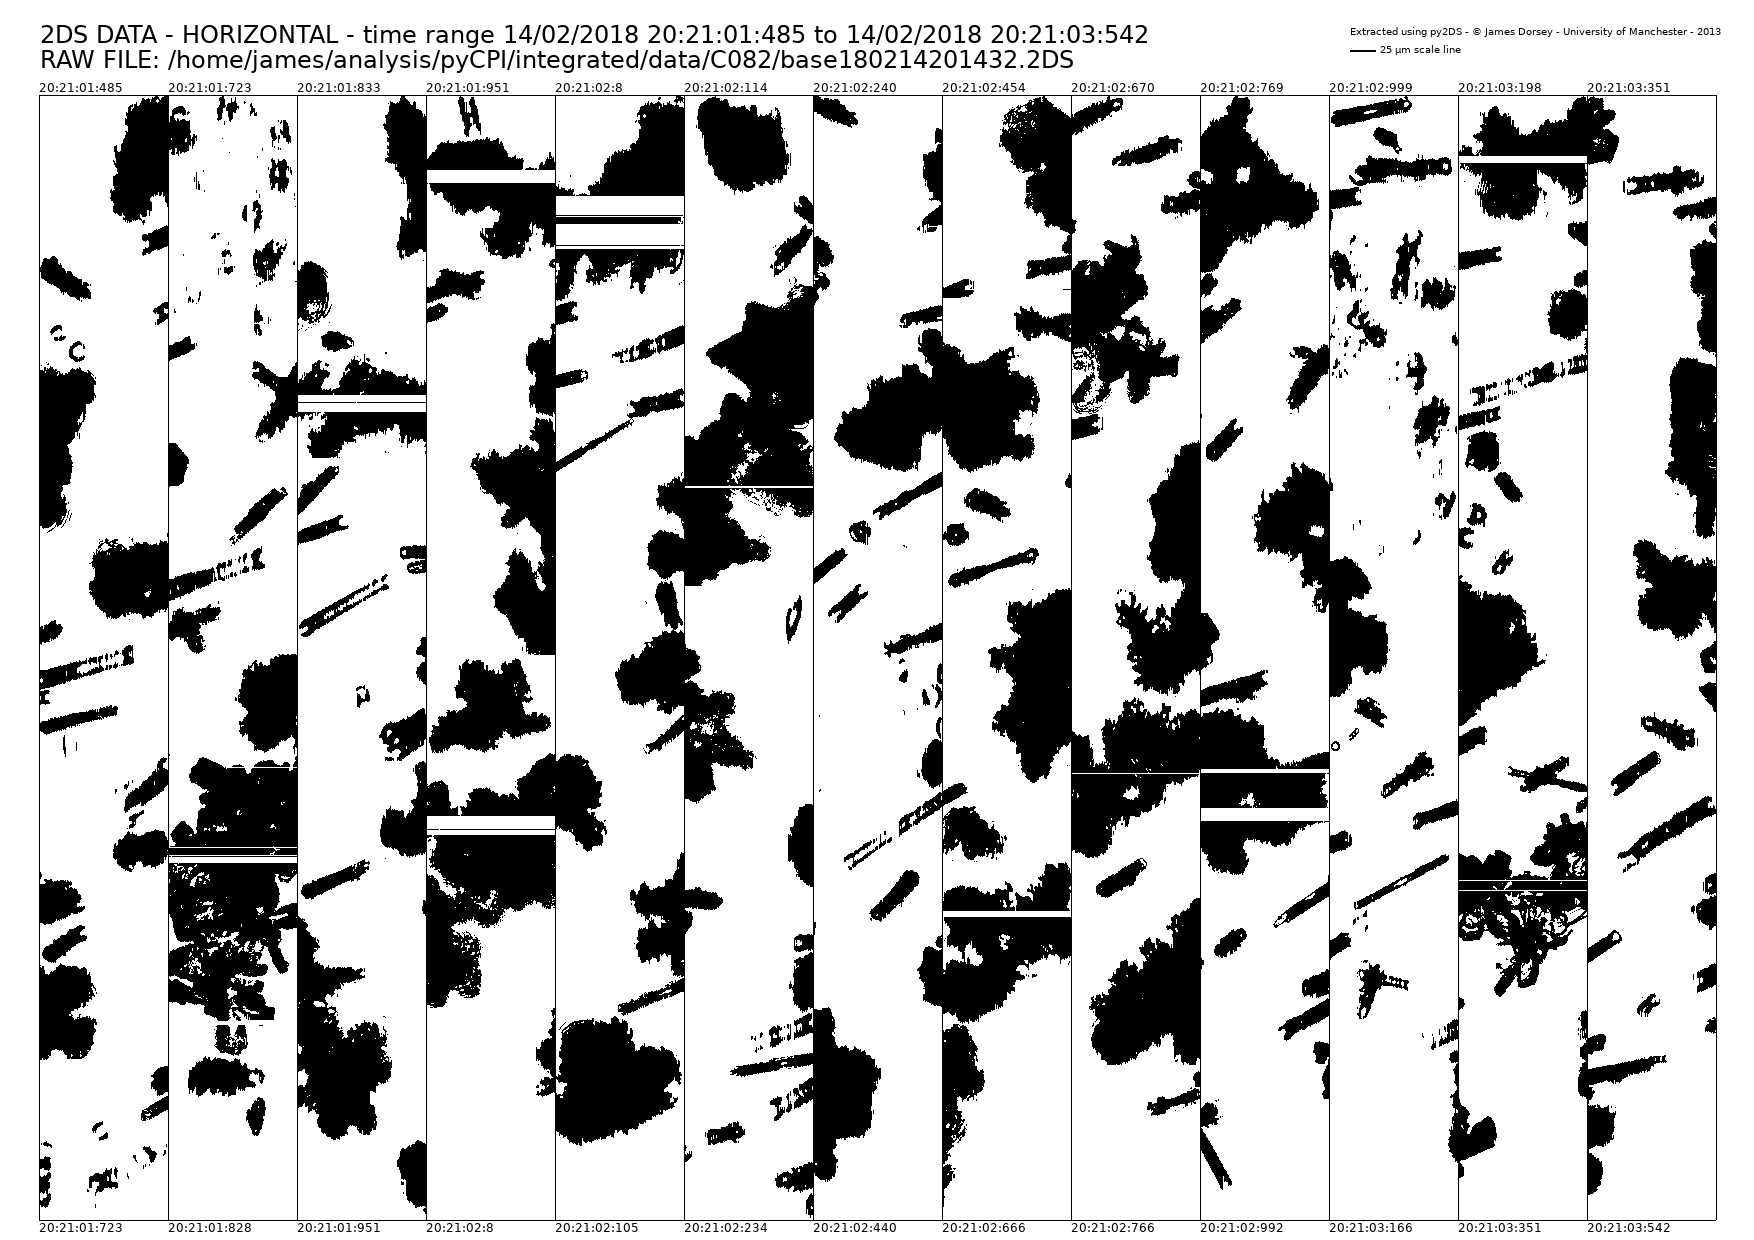 2DS DATA - HORIZONTAL - time range 14/02/2018 20:21:01:485 to 14/02/2018 20:21:03:542
RAW FILE: /home/james/analysis/pyCPI/integrated/data/C082/base180214201432.2DS
Extracted using py2DS - © James Dorsey - University of Manchester - 2013
25 µm scale line
20:21:01:485 20:21:01:723 20:21:01:833 20:21:01:951 20:21:02:8 20:21:02:114 20:21:02:240 20:21:02:454 20:21:02:670 20:21:02:769 20:21:02:999 20:21:03:198 20:21:03:351
20:21:01:723 20:21:01:828 20:21:01:951 20:21:02:8 20:21:02:105 20:21:02:234 20:21:02:440 20:21:02:666 20:21:02:766 20:21:02:992 20:21:03:166 20:21:03:351 20:21:03:542